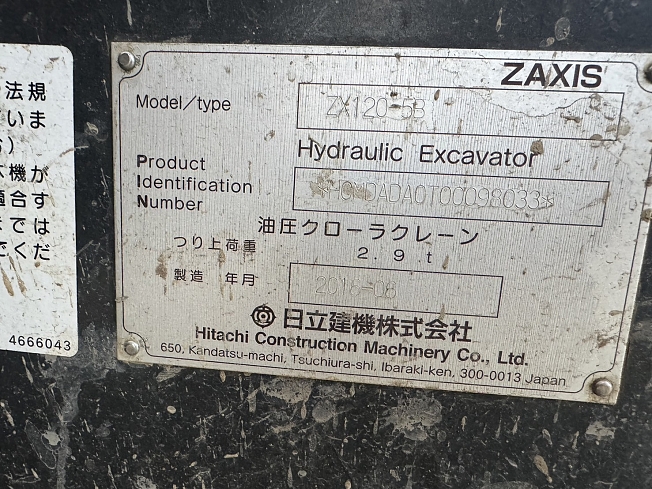 法規
いま
)
機が
適合す
では
くだ
4666043
ZAXIS
Model/type
ZX120-5B
Hydraulic Excavator
Product
Identification
Number
油圧クローラクレーン
つり上荷重
2.9 t
製造 年月
日立建機株式会社
Hitachi Construction Machinery Co., Ltd.
650, Kandatsu-machi, Tsuchiura-shi, Ibaraki-ken, 300-0013 Japan